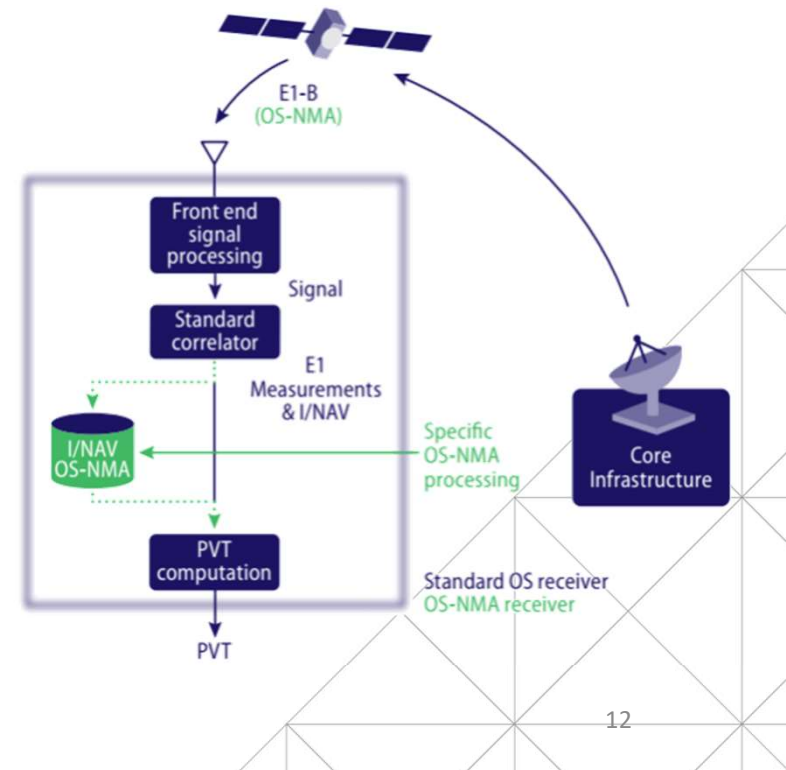 E1-B
(OS-NMA)
Front end
signal
processing
Signal
Standard
correlator
E1
Measurements
& I/NAV
I/NAV
OS-NMA
Specific
OS-NMA
processing
Core
Infrastructure
PVT
computation
Standard OS receiver
OS-NMA receiver
PVT
12